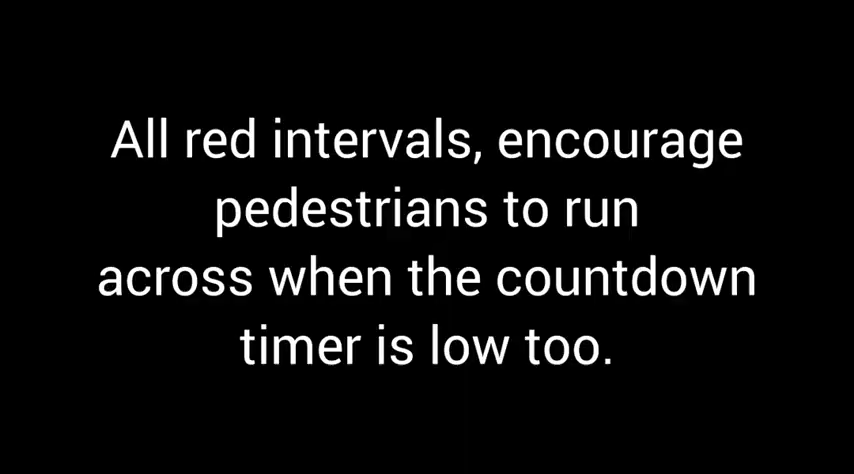 All red intervals, encourage
pedestrians to run
across when the countdown
timer is low too.